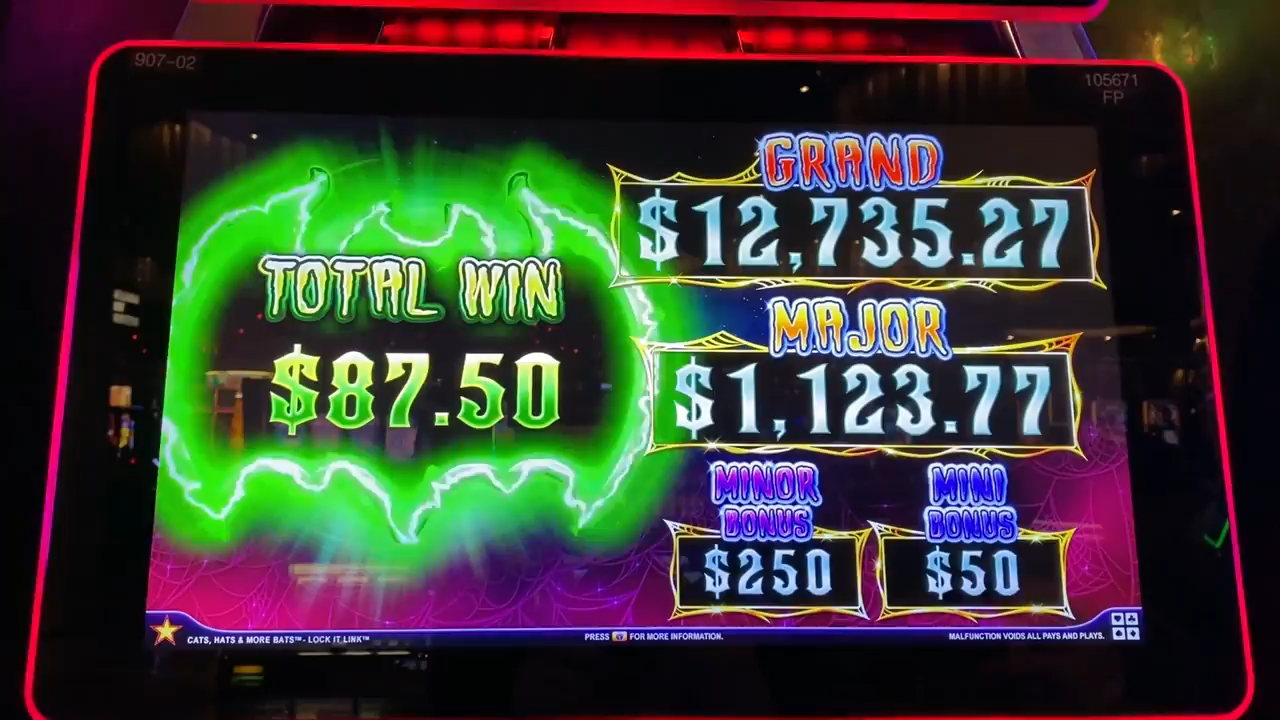 907-02
105671
FP
GRAND
$12,735.27
TOTAL WIN
$87.50
MAJOR
$1,123.77
MINOR
BONUS
$250
MINI
BONUS
$50
CATS, HATS & MORE BATS™ - LOCK IT LINK™
PRESS FOR MORE INFORMATION.
MALFUNCTION VOIDS ALL PAYS AND PLAYS.